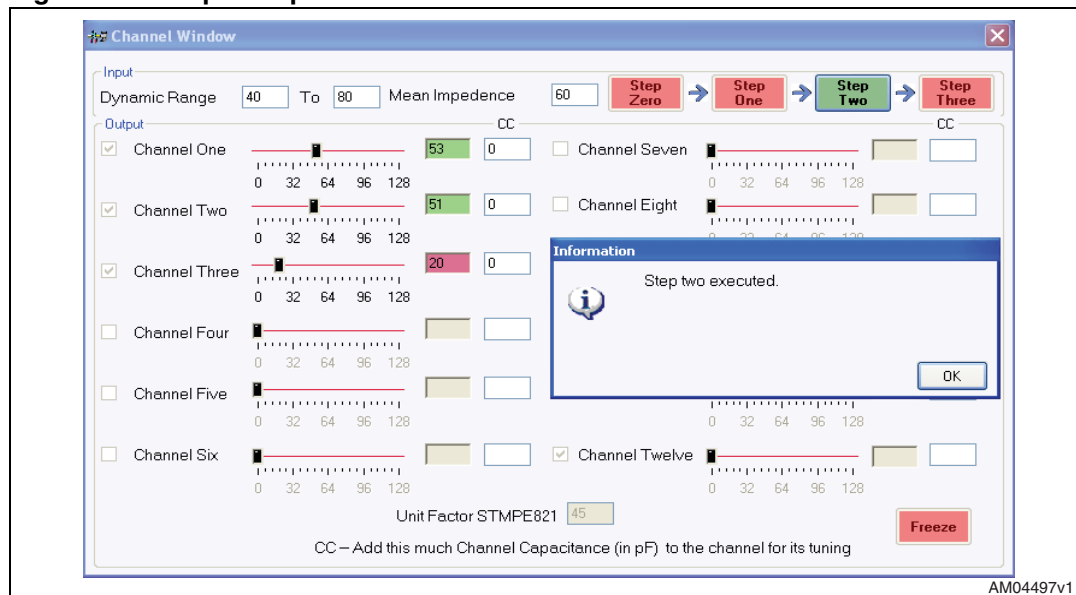 Channel Window
Input
Dynamic Range 40 To 80 Mean Impedence 60 Step Zero Step One Step Two Step Three
Output CC CC
Channel One 53 0
0 32 64 96 128
Channel Two 51 0
0 32 64 96 128
Channel Three 20 0
0 32 64 96 128
Channel Four
0 32 64 96 128
Channel Five
0 32 64 96 128
Channel Six
0 32 64 96 128
Channel Seven
0 32 64 96 128
Channel Eight
Information
Step two executed.
OK
0 32 64 96 128
Channel Twelve
0 32 64 96 128
Unit Factor STMPE821 45
Freeze
CC – Add this much Channel Capacitance (in pF) to the channel for its tuning
AM04497v1